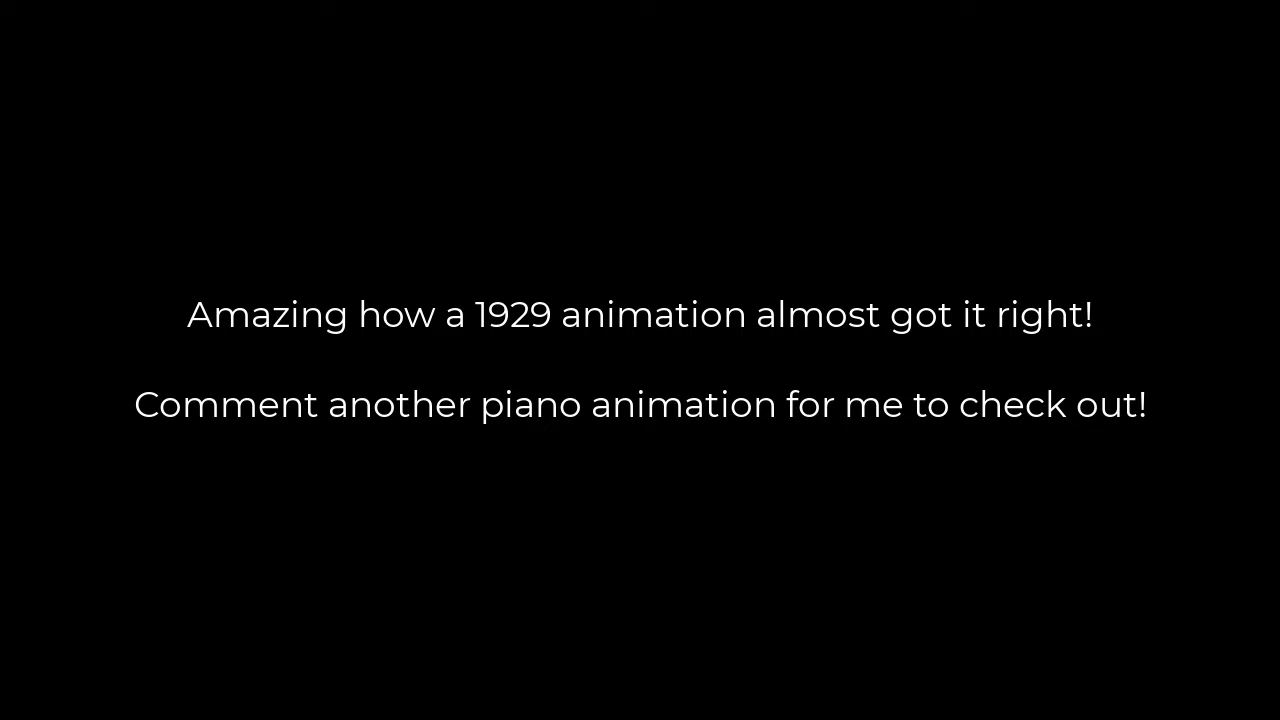 Amazing how a 1929 animation almost got it right!
Comment another piano animation for me to check out!